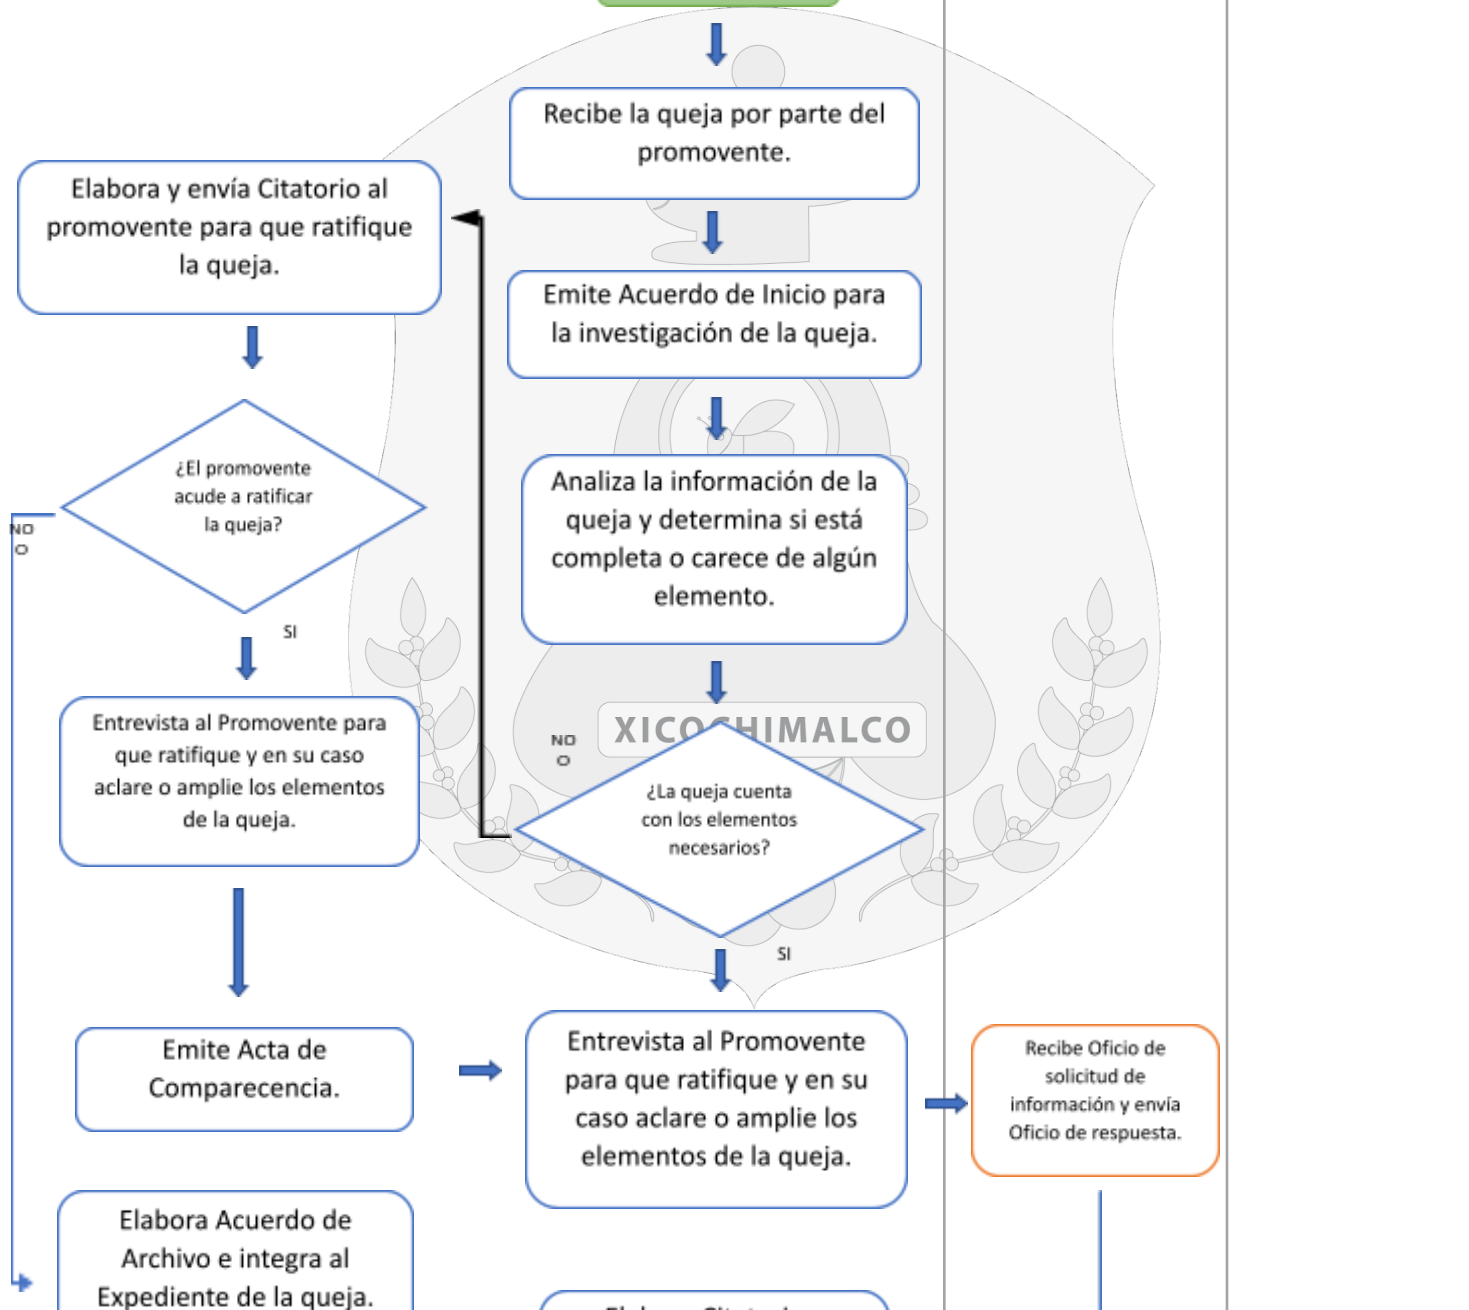 Recibe la queja por parte del
promovente.
Elabora y envía Citatorio al
promovente para que ratifique
la queja.
Emite Acuerdo de Inicio para
la investigación de la queja.
¿El promovente
acude a ratificar
la queja?
NO
O
SI
Analiza la información de la
queja y determina si está
completa o carece de algún
elemento.
XICOCHIMALCO
NO
O
¿La queja cuenta
con los elementos
necesarios?
SI
Entrevista al Promovente para
que ratifique y en su caso
aclare o amplie los elementos
de la queja.
Emite Acta de
Comparecencia.
Entrevista al Promovente
para que ratifique y en su
caso aclare o amplie los
elementos de la queja.
Recibe Oficio de
solicitud de
información y envía
Oficio de respuesta.
Elabora Acuerdo de
Archivo e integra al
Expediente de la queja.